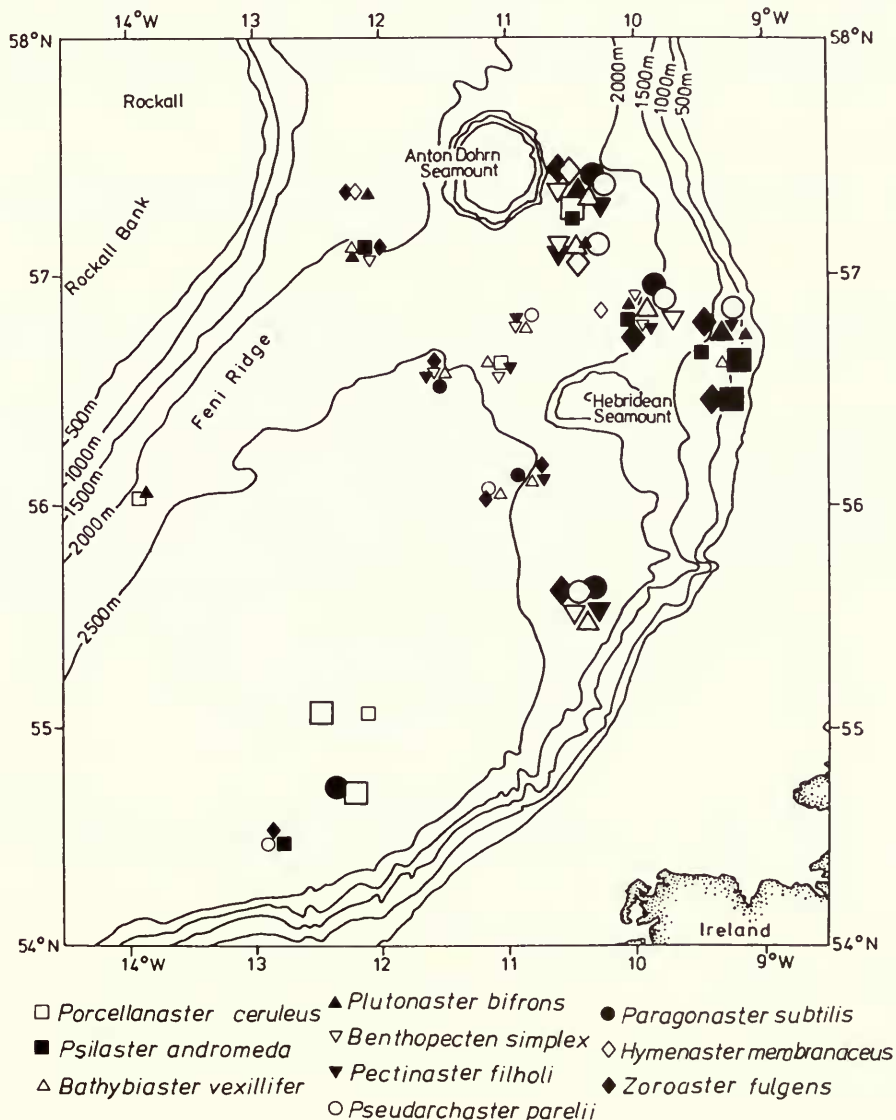 14°W 13 12 11 10 9°W
58°N 58°N
2000m
1500m
1000m
500m
Rockall
Anton Dohrn
Seamount
Rockall Bank
57 57
Feni Ridge
Hebridean
Seamount
500m
1000m
1500m
2000m
2500m
56 56
55 55
54°N 54°N
Ireland
14°W 13 12 11 10 9°W
Porcellanaster ceruleus
Psilaster andromeda
Bathybiaster vexillifer
Plutonaster bifrons
Benthopecten simplex
Pectinaster filholi
Pseudarchaster parelii
Paragonaster subtilis
Hymenaster membranaceus
Zoroaster fulgens